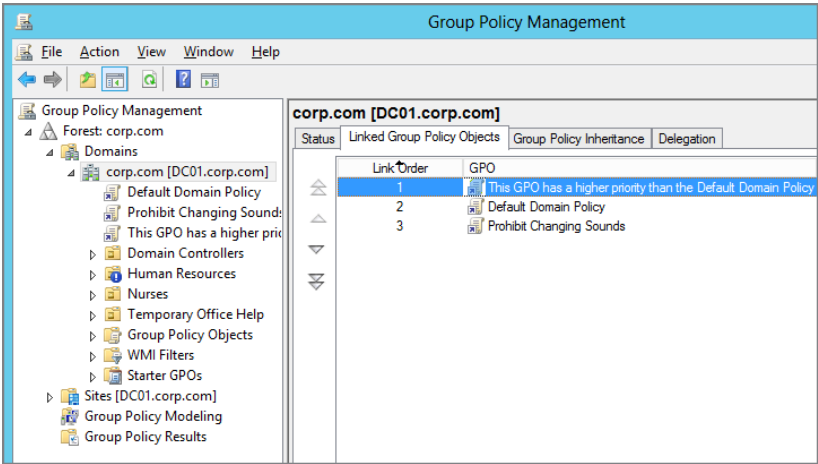 Group Policy Management
File Action View Window Help
Group Policy Management
Forest: corp.com
Domains
corp.com [DC01.corp.com]
Default Domain Policy
Prohibit Changing Sounds
This GPO has a higher pri
Domain Controllers
Human Resources
Nurses
Temporary Office Help
Group Policy Objects
WMI Filters
Starter GPOs
Sites [DC01.corp.com]
Group Policy Modeling
Group Policy Results
corp.com [DC01.corp.com]
Status Linked Group Policy Objects Group Policy Inheritance Delegation
Link Order GPO
1 This GPO has a higher priority than the Default Domain Policy
2 Default Domain Policy
3 Prohibit Changing Sounds